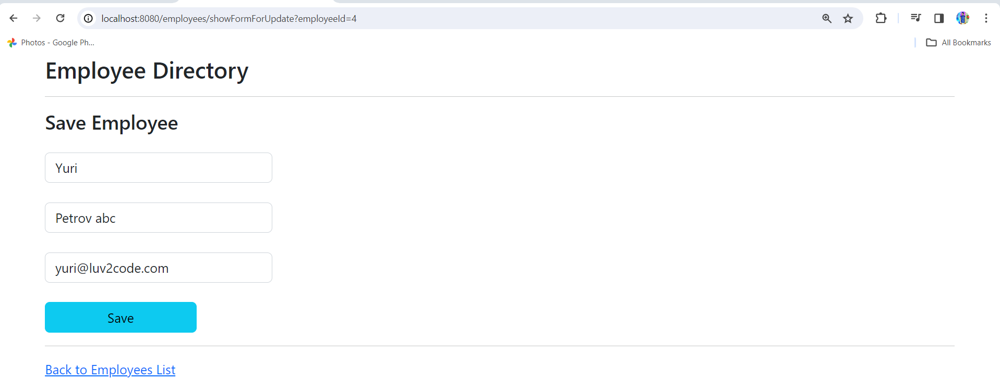 localhost:8080/employees/showFormForUpdate?employeeId=4
Photos - Google Ph...
All Bookmarks
Employee Directory
Save Employee
Yuri
Petrov abc
yuri@luv2code.com
Save
Back to Employees List